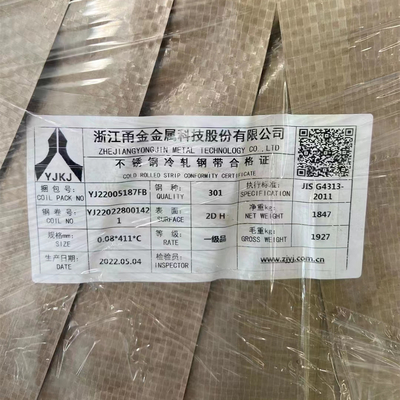 YJKJ
浙江甬金金属科技股份有限公司
ZHEJIANGYONGJIN METAL TECHNOLOGY CO.,LTD
不锈钢冷轧钢带合格证
COLD ROLLED STRIP CONFORMITY CERTIFICATE
捆包号: COIL PACK NO YJ22005187FB 钢种: QUALITY 301 执行标准: SPECIFICATIONS JIS G4313-2011
钢卷号: COIL NO YJ220228001421 表面: SURFACE 2D H 净重kg: NET WEIGHT 1847
规格mm: SIZE 0.08*411*C 等级: RATE 一级品 毛重kg: GROSS WEIGHT 1927
生产日期: DATE 2022.05.04 检验员: INSPECTOR www.zjyj.com.cn